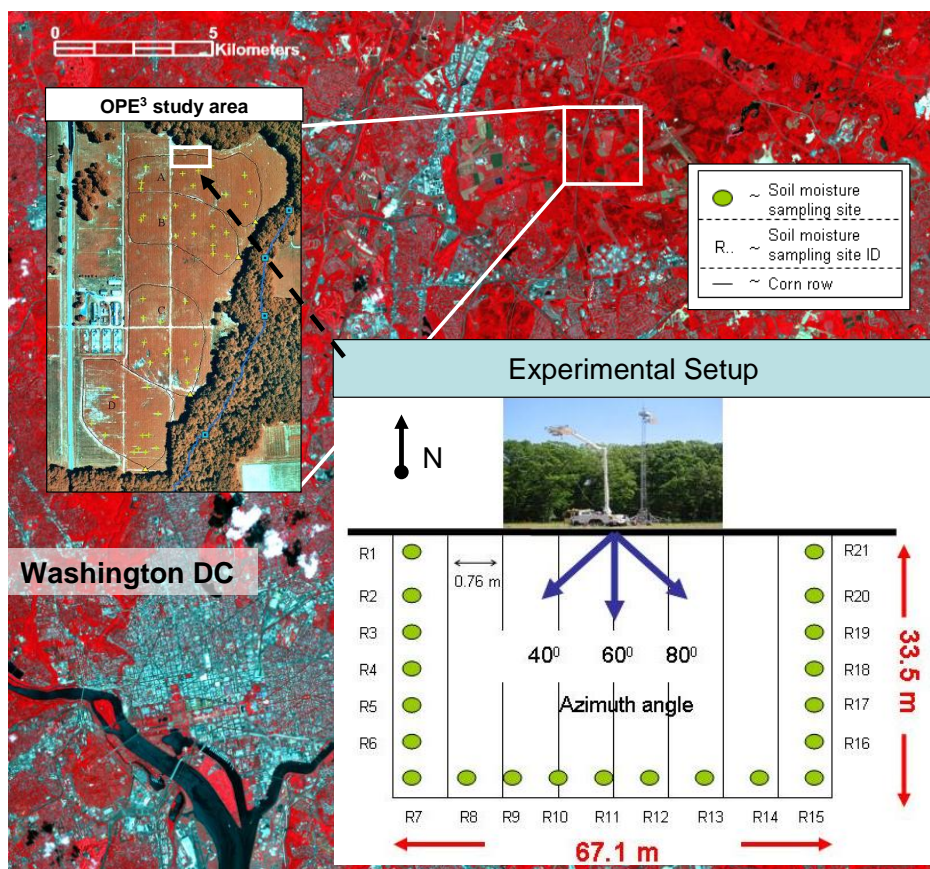 0 5
Kilometers
OPE³ study area
A
B
C
D
~ Soil moisture
sampling site
R.. ~ Soil moisture
sampling site ID
— ~ Corn row
Experimental Setup
N
Washington DC
R1 R21
0.76 m
R2 R20
R3 R19
40⁰ 60⁰ 80⁰
R4 R18
Azimuth angle
R5 R17
R6 R16
33.5 m
R7 R8 R9 R10 R11 R12 R13 R14 R15
67.1 m